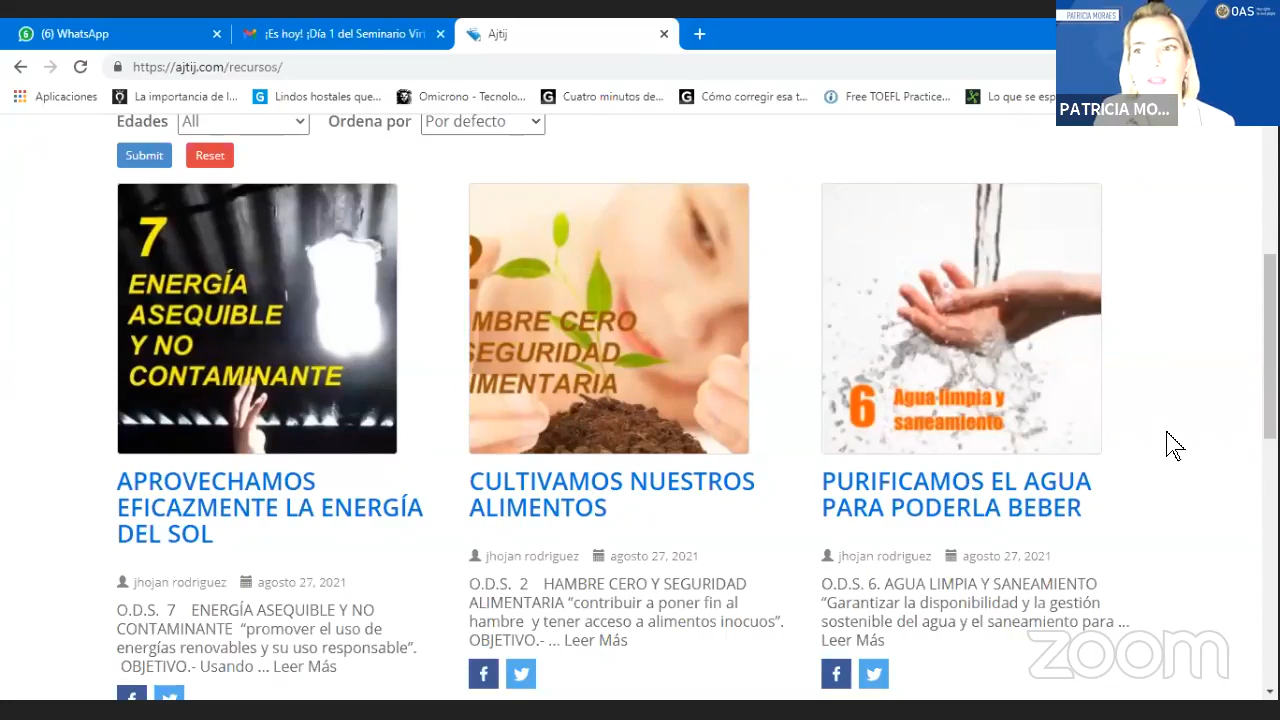 (6) WhatsApp
¡Es hoy! ¡Día 1 del Seminario Vir
Ajtij
https://ajtij.com/recursos/
Aplicaciones
La importancia de l...
Lindos hostales que...
Omicrono - Tecnolo...
Cuatro minutos de...
Cómo corregir esa t...
Free TOEFL Practice...
Lo que se esp
PATRICIA MORAES
OAS
PATRICIA MO...
Edades All Ordena por Por defecto
Submit Reset
7
ENERGÍA
ASEQUIBLE
Y NO
CONTAMINANTE
MBRE CERO
SEGURIDAD
IMENTARIA
6 Agua limpia y
saneamiento
APROVECHAMOS
EFICAZMENTE LA ENERGÍA
DEL SOL
jhojan rodriguez agosto 27, 2021
O.D.S. 7 ENERGÍA ASEQUIBLE Y NO
CONTAMINANTE “promover el uso de
energías renovables y su uso responsable”.
OBJETIVO.- Usando ... Leer Más
CULTIVAMOS NUESTROS
ALIMENTOS
jhojan rodriguez agosto 27, 2021
O.D.S. 2 HAMBRE CERO Y SEGURIDAD
ALIMENTARIA “contribuir a poner fin al
hambre y tener acceso a alimentos inocuos”.
OBJETIVO.- ... Leer Más
PURIFICAMOS EL AGUA
PARA PODERLA BEBER
jhojan rodriguez agosto 27, 2021
O.D.S. 6. AGUA LIMPIA Y SANEAMIENTO
“Garantizar la disponibilidad y la gestión
sostenible del agua y el saneamiento para ...
Leer Más
zoom